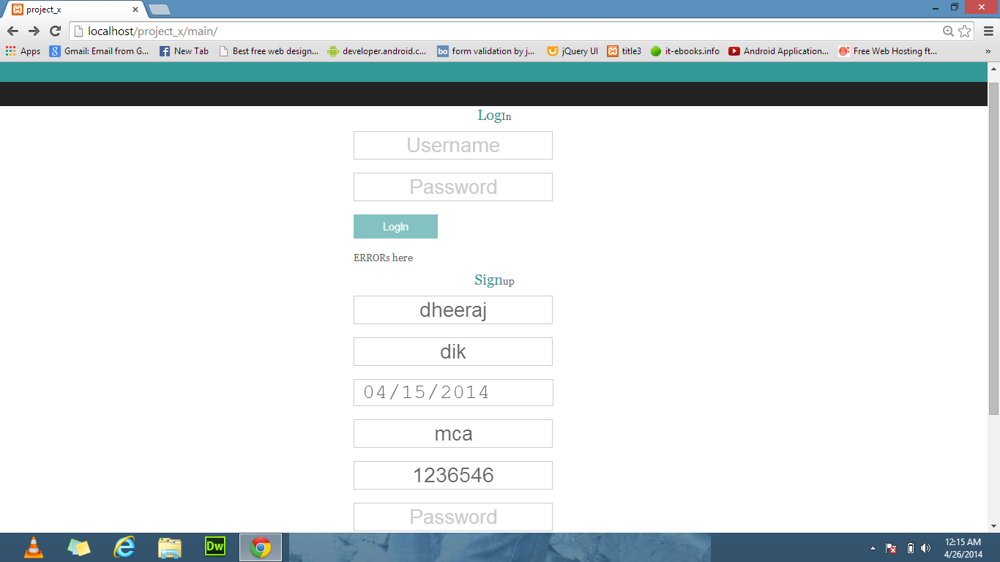 project_x
localhost/project_x/main/
Apps Gmail: Email from G... New Tab Best free web design... developer.android.c... form validation by j... jQuery UI title3 it-ebooks.info Android Application... Free Web Hosting ft... »
LogIn
Username
Password
LogIn
ERRORs here
Signup
dheeraj
dik
04/15/2014
mca
1236546
Password
Dw
12:15 AM
4/26/2014